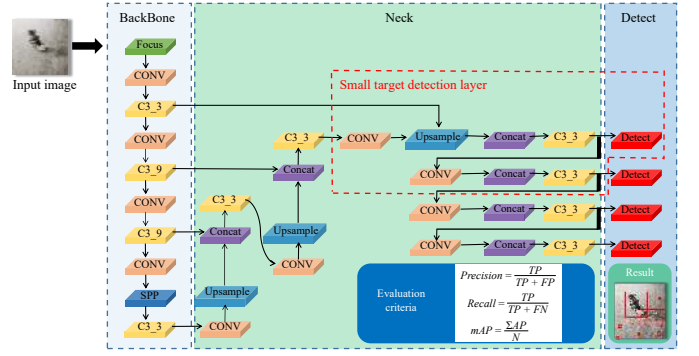 BackBone
Neck
Detect
Input image
Focus
CONV
C3_3
CONV
C3_9
CONV
C3_9
CONV
SPP
C3_3
CONV
Upsample
Concat
C3_3
CONV
Upsample
Concat
C3_3
Small target detection layer
CONV
Upsample
Concat
C3_3
Detect
CONV
Concat
C3_3
Detect
CONV
Concat
C3_3
Detect
CONV
Concat
C3_3
Detect
Evaluation
criteria
Precision = TP / TP + FP
Recall = TP / TP + FN
mAP = ΣAP / N
Result